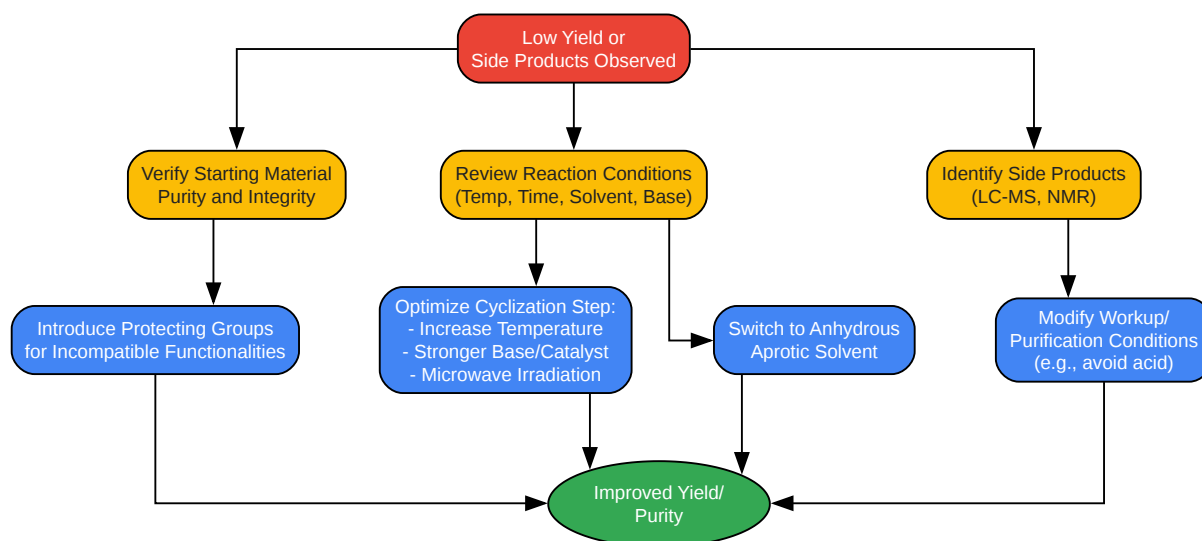 Low Yield or
Side Products Observed
Verify Starting Material
Purity and Integrity
Review Reaction Conditions
(Temp, Time, Solvent, Base)
Identify Side Products
(LC-MS, NMR)
Introduce Protecting Groups
for Incompatible Functionalities
Optimize Cyclization Step:
- Increase Temperature
- Stronger Base/Catalyst
- Microwave Irradiation
Switch to Anhydrous
Aprotic Solvent
Modify Workup/
Purification Conditions
(e.g., avoid acid)
Improved Yield/
Purity